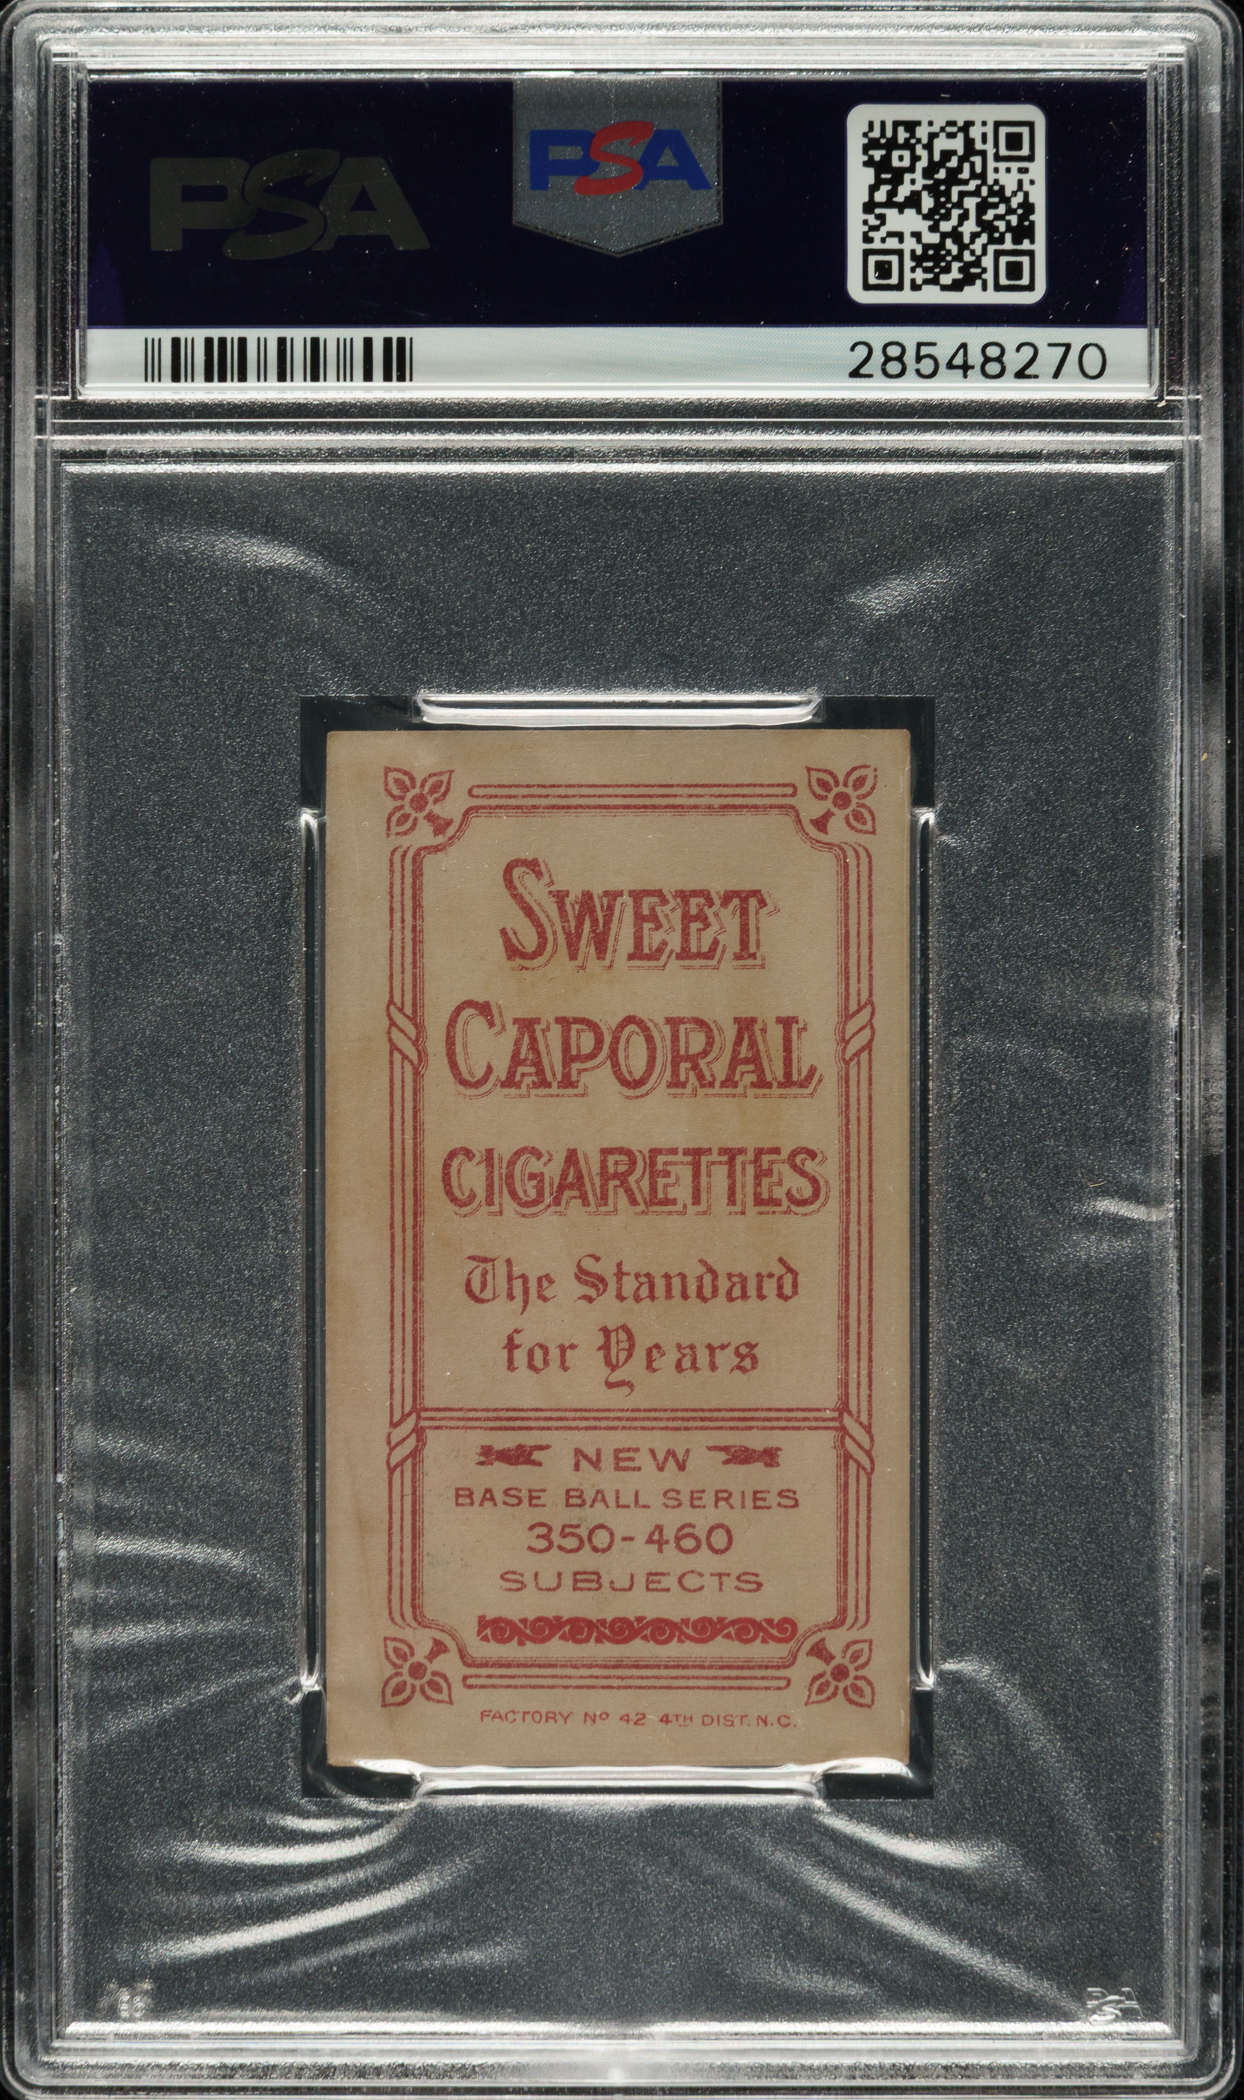 PSA
PSA
28548270
SWEET
CAPORAL
CIGARETTES
The Standard
for Years
NEW
BASE BALL SERIES
350-460
SUBJECTS
FACTORY Nº 42 4TH DIST. N.C.
PSA